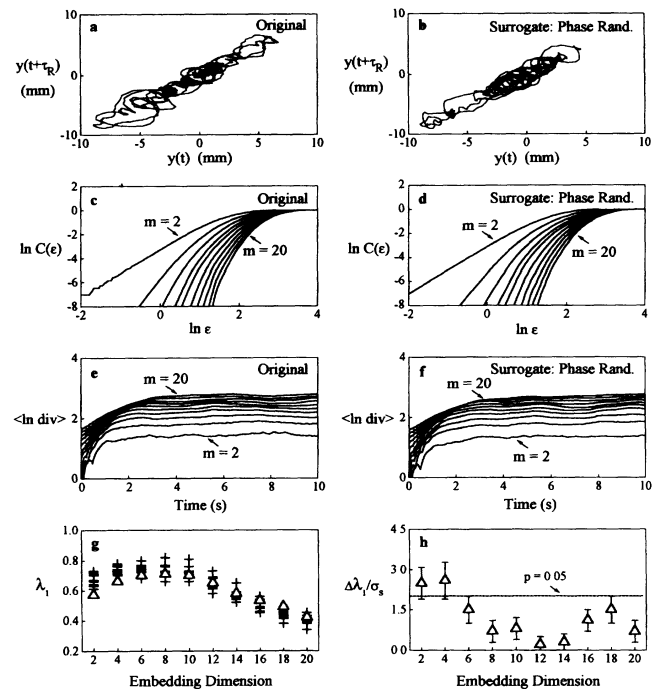 a
Original
10
y(t+τR)
0
(mm)
-10
-10 -5 0 5 10
y(t) (mm)
b
Surrogate: Phase Rand.
10
y(t+τR)
0
(mm)
-10
-10 -5 0 5 10
y(t) (mm)
c
Original
2
0
-2
-4
-6
-8
m = 2
m = 20
ln C(ε)
-2 0 2 4
ln ε
d
Surrogate: Phase Rand.
2
0
-2
-4
-6
-8
m = 2
m = 20
ln C(ε)
-2 0 2 4
ln ε
e
Original
4
2
0
m = 20
<ln div>
m = 2
0 2 4 6 8 10
Time (s)
f
Surrogate: Phase Rand.
4
2
0
m = 20
<ln div>
m = 2
0 2 4 6 8 10
Time (s)
g
1.0
0.8
0.6
0.4
0.2
λ1
2 4 6 8 10 12 14 16 18 20
Embedding Dimension
h
4 5
3.0
1.5
0.0
p = 0 05
Δλ1/σs
2 4 6 8 10 12 14 16 18 20
Embedding Dimension